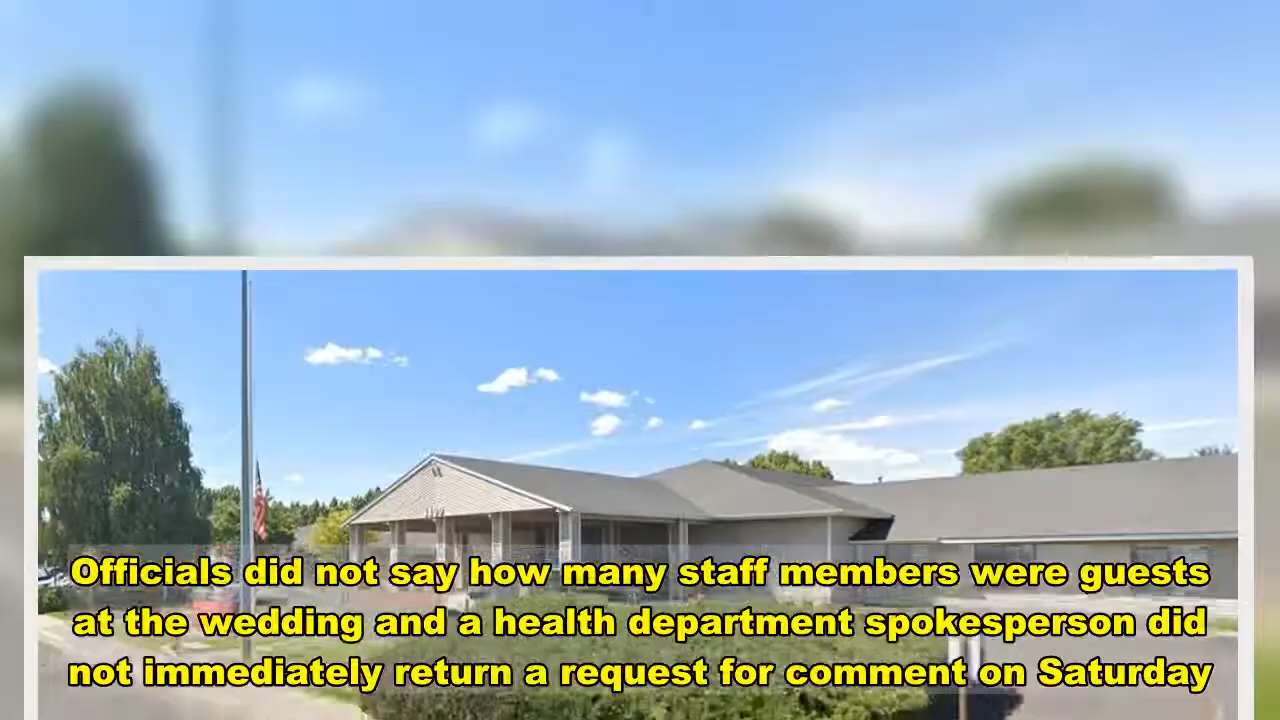 Officials did not say how many staff members were guests
at the wedding and a health department spokesperson did
not immediately return a request for comment on Saturday